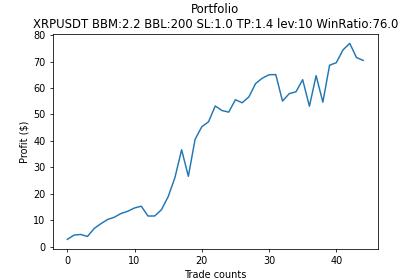 Portfolio
XRPUSDT BBM:2.2 BBL:200 SL:1.0 TP:1.4 lev:10 WinRatio:76.0
80
70
60
50
40
30
20
10
0
Profit ($)
0 10 20 30 40
Trade counts